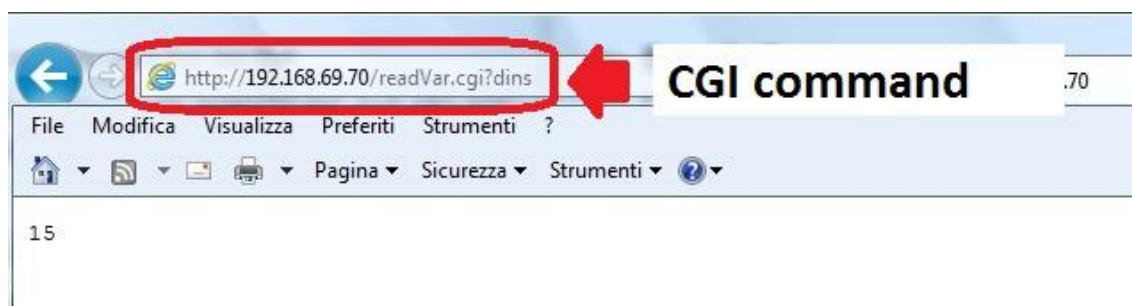 http://192.168.69.70/readVar.cgi?dins CGI command .70
File Modifica Visualizza Preferiti Strumenti ?
Pagina Sicurezza Strumenti
15